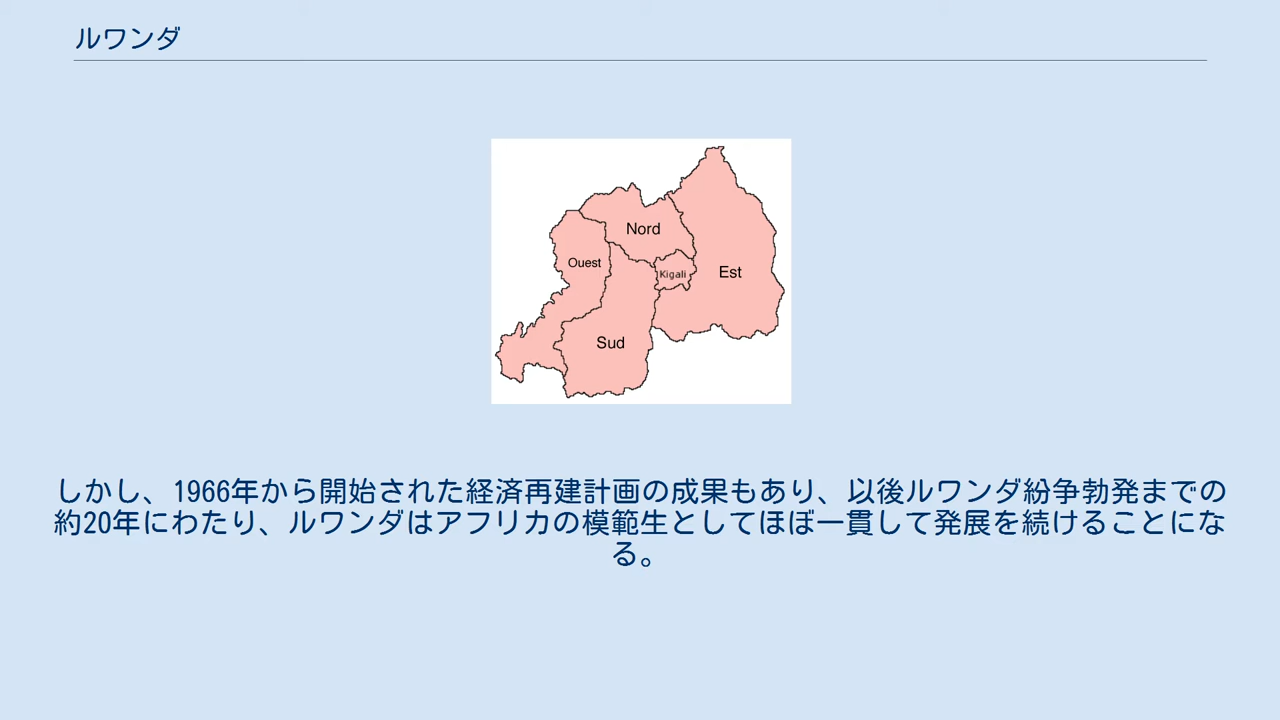 ルワンダ
Nord
Ouest
Kigali
Est
Sud
しかし、1966年から開始された経済再建計画の成果もあり、以後ルワンダ紛争勃発までの
約20年にわたり、ルワンダはアフリカの模範生としてほぼ一貫して発展を続けることにな
る。